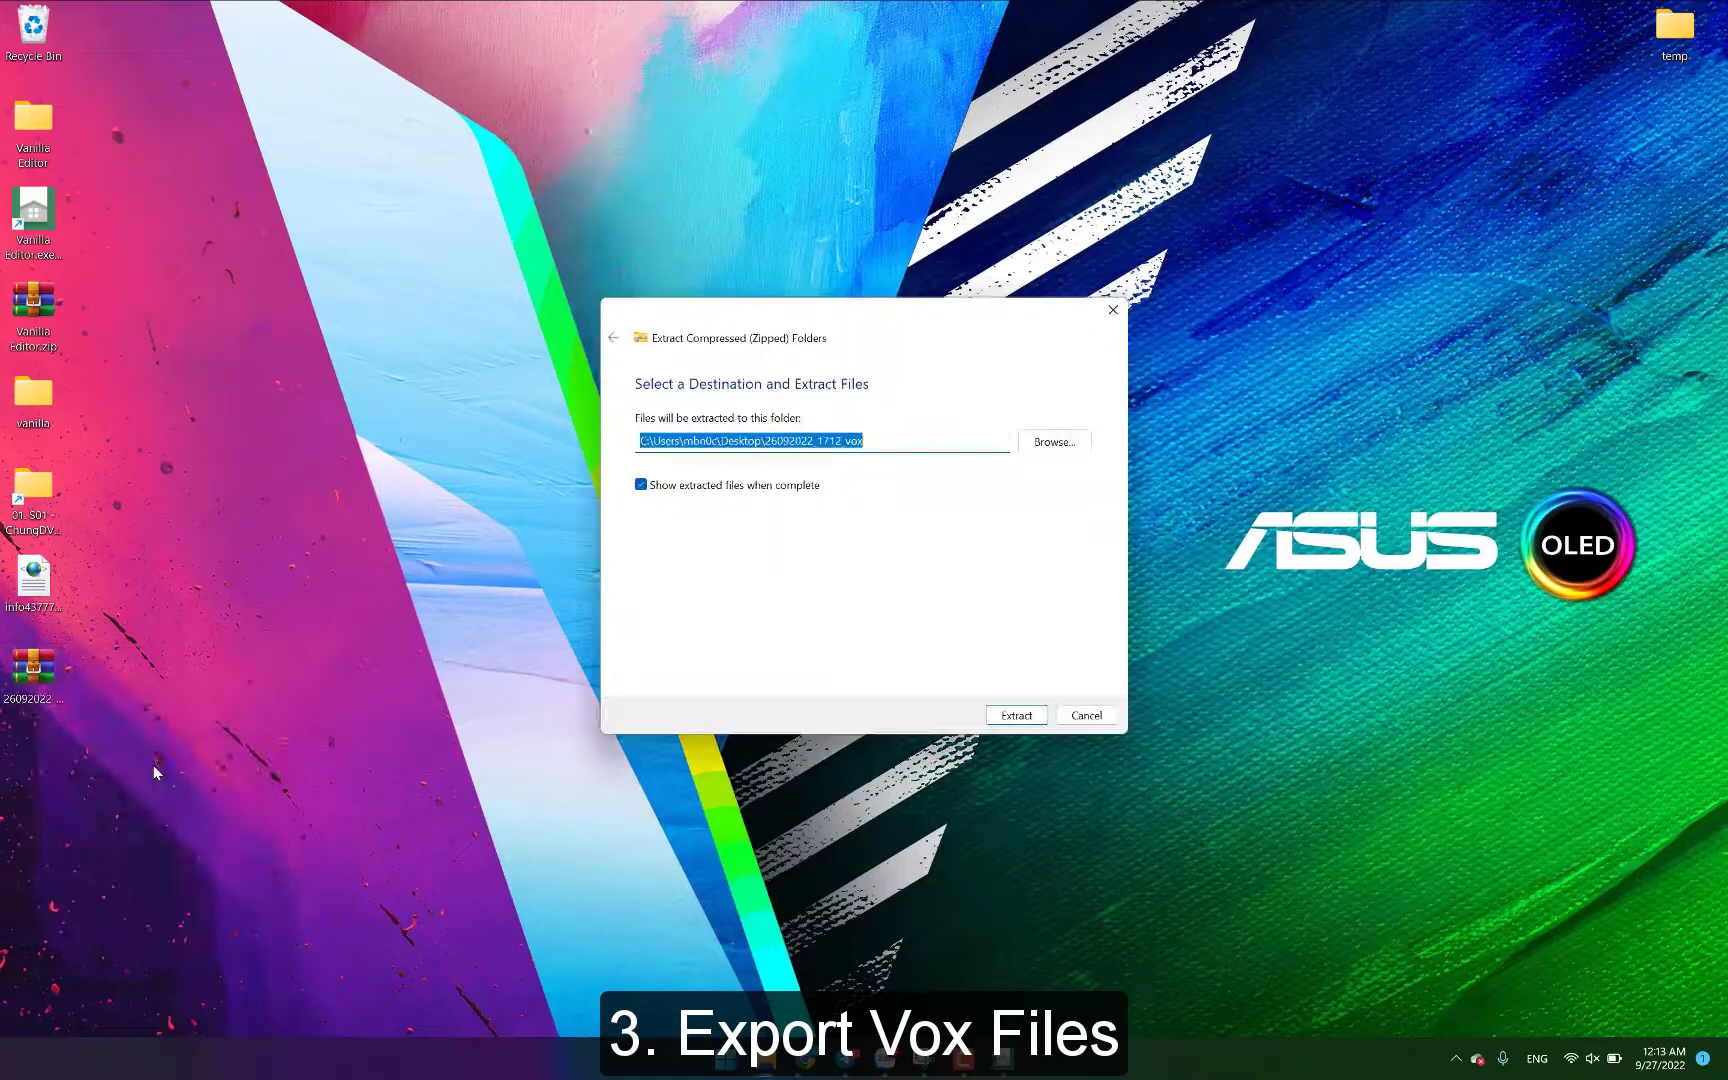 Recycle Bin
temp
Vanilla
Editor
Vanilla
Editor.exe...
Vanilla
Editor.zip
vanilla
01. S01 -
ChungDV...
info43777...
26092022_...
Extract Compressed (Zipped) Folders
Select a Destination and Extract Files
Files will be extracted to this folder:
C:\Users\mbn0c\Desktop\26092022_1712_vox
Browse...
Show extracted files when complete
Extract
Cancel
ASUS
OLED
3. Export Vox Files
ENG
12:13 AM
9/27/2022
1